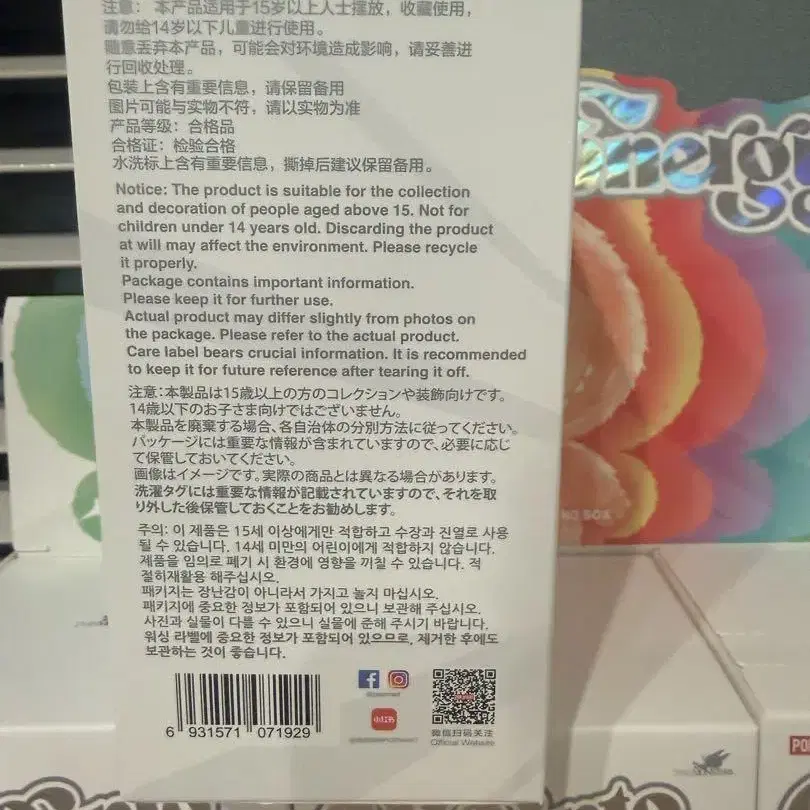 注意: 本产品适用于15岁以上人士摆放，收藏使用，
请勿给14岁以下儿童进行使用。
随意丢弃本产品，可能会对环境造成影响，请妥善进
行回收处理。
包装上含有重要信息，请保留备用
图片可能与实物不符，请以实物为准
产品等级：合格品
合格证：检验合格
水洗标上含有重要信息，撕掉后建议保留备用。
Notice: The product is suitable for the collection
and decoration of people aged above 15. Not for
children under 14 years old. Discarding the product
at will may affect the environment. Please recycle
it properly.
Package contains important information.
Please keep it for further use.
Actual product may differ slightly from photos on
the package. Please refer to the actual product.
Care label bears crucial information. It is recommended
to keep it for future reference after tearing it off.
注意：本製品は15歳以上の方のコレクションや装飾向けです。
14歳以下のお子さま向けではございません。
本製品を廃棄する場合、各自治体の分別方法に従ってください。
パッケージには重要な情報が含まれていますので、必要に応じ
て保管しておいてください。
画像はイメージです。実際の商品とは異なる場合があります。
洗濯タグには重要な情報が記載されていますので、それを取
り外した後保管しておくことをお勧めします。
주의: 이 제품은 15세 이상에게만 적합하고 수장과 진열로 사용
될 수 있습니다. 14세 미만의 어린이에게 적합하지 않습니다.
제품을 임의로 폐기 시 환경에 영향을 끼칠 수 있습니다. 적
절히재활용 해주십시오.
패키지는 장난감이 아니라서 가지고 놀지 마십시오.
패키지에 중요한 정보가 포함되어 있으니 보관해 주십시오.
사진과 실물이 다를 수 있으니 실물에 준해 주시기 바랍니다.
워싱 라벨에 중요한 정보가 포함되어 있으므로, 제거한 후에도
보관하는 것이 좋습니다.
6 931571 071929
小红书
微信扫码关注
Official Website
Energy